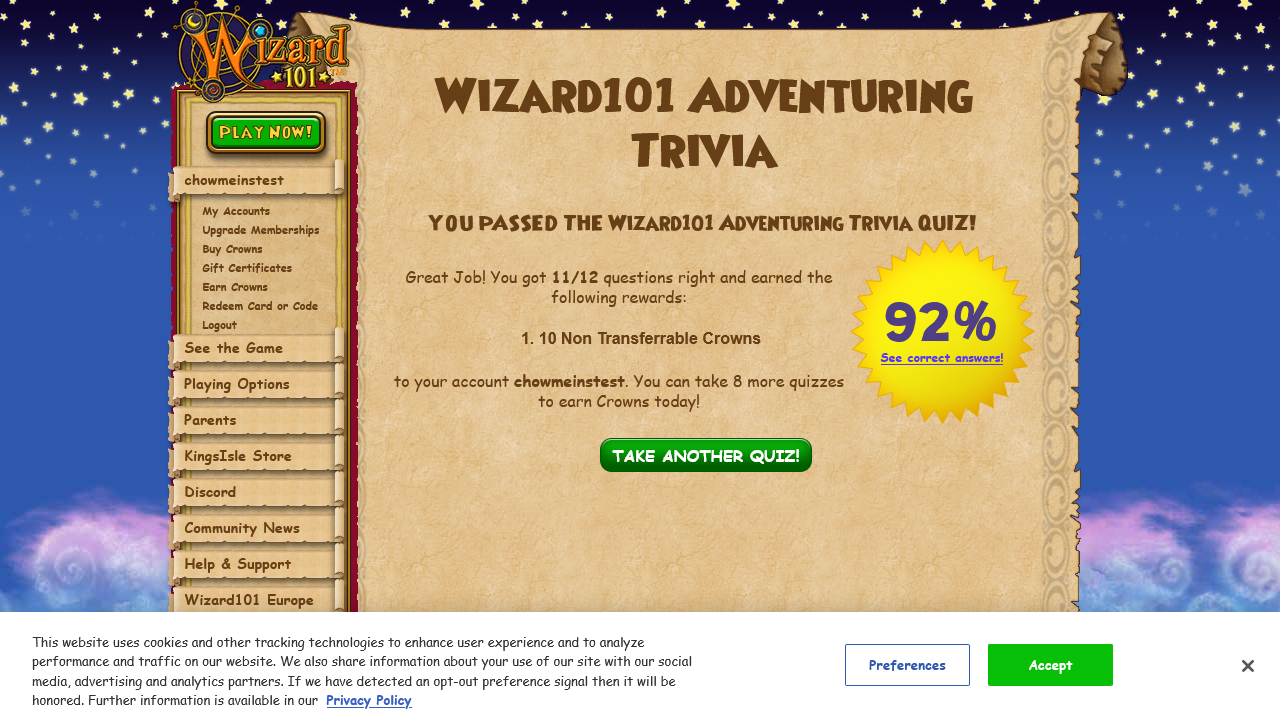 Wizard
101 TM
PLAY NOW!
chowmeinstest
My Accounts
Upgrade Memberships
Buy Crowns
Gift Certificates
Earn Crowns
Redeem Card or Code
Logout
See the Game
Playing Options
Parents
KingsIsle Store
Discord
Community News
Help & Support
Wizard101 Europe
Wizard101 Adventuring
Trivia
YOU PASSED THE Wizard101 Adventuring Trivia QUIZ!
Great Job! You got 11/12 questions right and earned the
following rewards:
1. 10 Non Transferrable Crowns
to your account chowmeinstest. You can take 8 more quizzes
to earn Crowns today!
92%
See correct answers!
TAKE ANOTHER QUIZ!
This website uses cookies and other tracking technologies to enhance user experience and to analyze
performance and traffic on our website. We also share information about your use of our site with our social
media, advertising and analytics partners. If we have detected an opt-out preference signal then it will be
honored. Further information is available in our Privacy Policy
Preferences
Accept